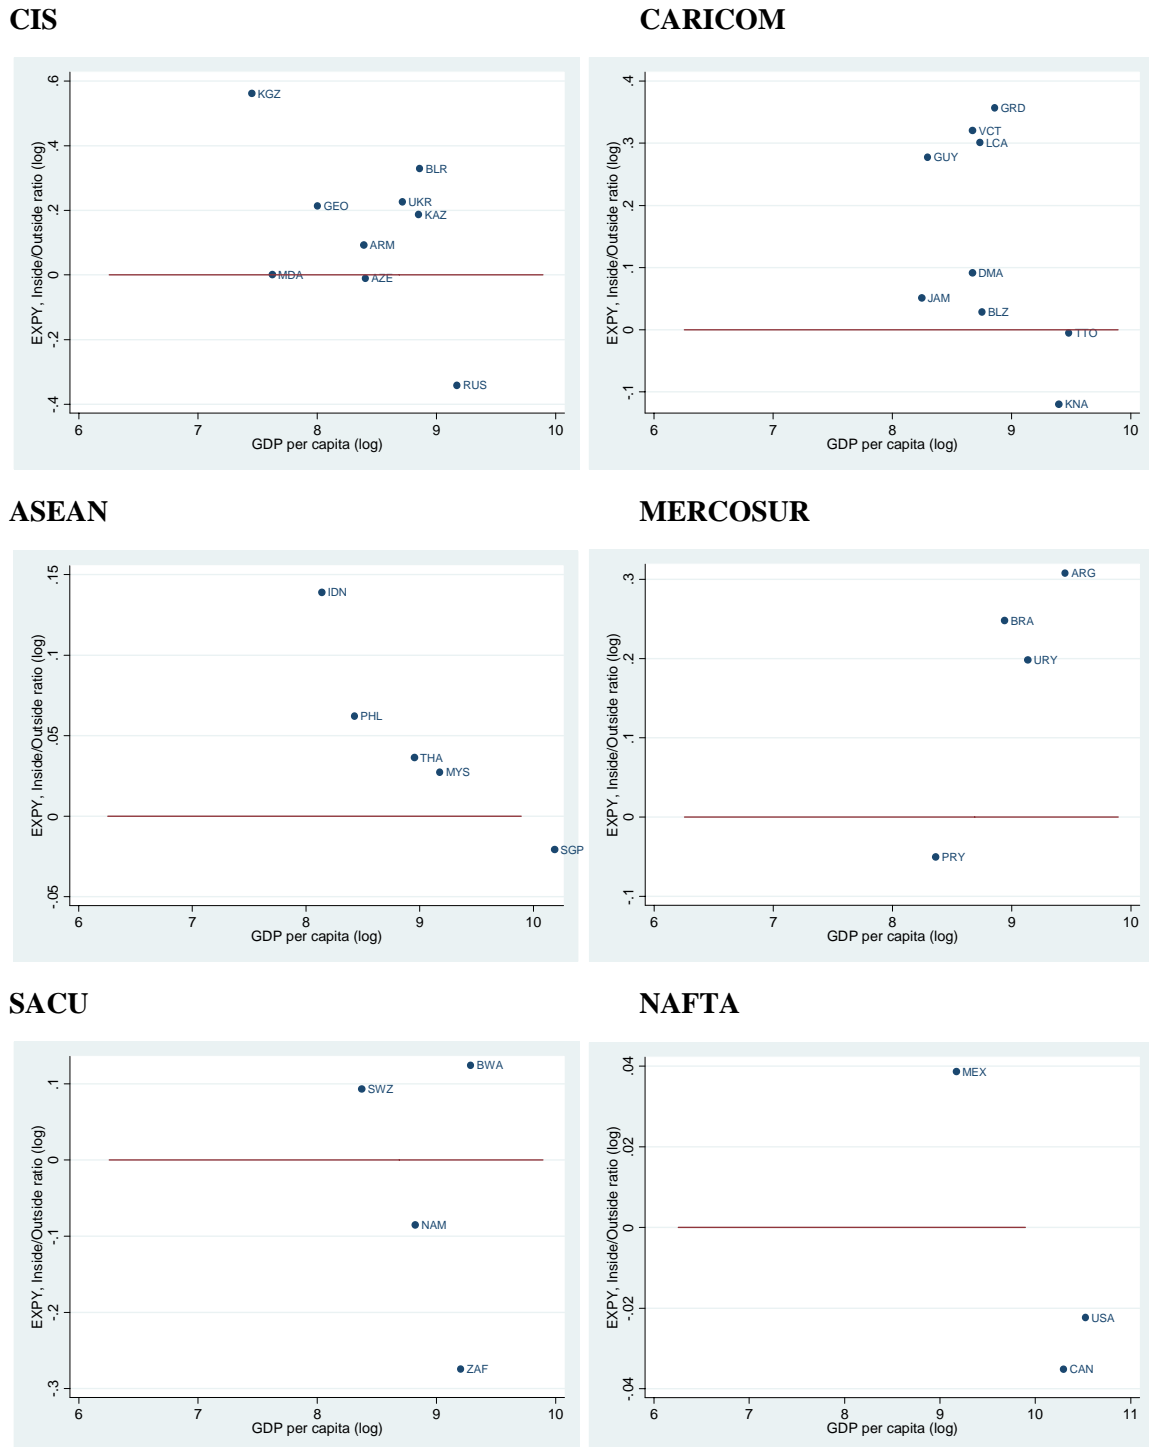 CIS
CARICOM
EXPY, Inside/Outside ratio (log)
.6
.4
.2
0
-.2
-.4
KGZ
BLR
GEO
UKR
KAZ
ARM
MDA
AZE
RUS
6 7 8 9 10
GDP per capita (log)
EXPY, Inside/Outside ratio (log)
.4
.3
.2
.1
0
-.1
GRD
VCT
LCA
GUY
DMA
JAM
BLZ
TTO
KNA
6 7 8 9 10
GDP per capita (log)
ASEAN
MERCOSUR
EXPY, Inside/Outside ratio (log)
.15
.1
.05
0
-.05
IDN
PHL
THA
MYS
SGP
6 7 8 9 10
GDP per capita (log)
EXPY, Inside/Outside ratio (log)
.3
.2
.1
0
-.1
ARG
BRA
URY
PRY
6 7 8 9 10
GDP per capita (log)
SACU
NAFTA
EXPY, Inside/Outside ratio (log)
.1
0
-.1
-.2
-.3
BWA
SWZ
NAM
ZAF
6 7 8 9 10
GDP per capita (log)
EXPY, Inside/Outside ratio (log)
.04
.02
0
-.02
-.04
MEX
USA
CAN
6 7 8 9 10 11
GDP per capita (log)